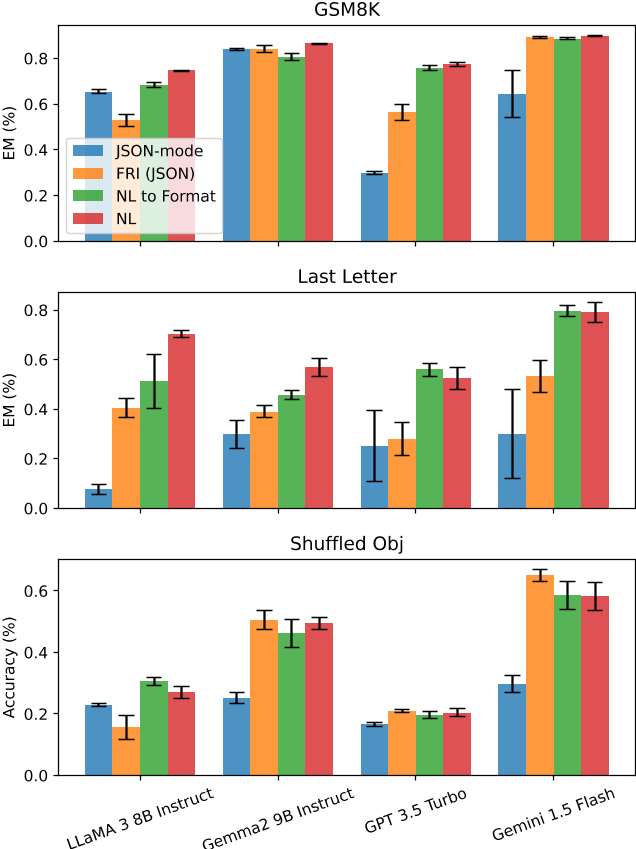 GSM8K
EM (%)
0.8
0.6
0.4
0.2
0.0
JSON-mode
FRI (JSON)
NL to Format
NL
Last Letter
EM (%)
0.8
0.6
0.4
0.2
0.0
Shuffled Obj
Accuracy (%)
0.6
0.4
0.2
0.0
LLaMA 3 8B Instruct
Gemma2 9B Instruct
GPT 3.5 Turbo
Gemini 1.5 Flash